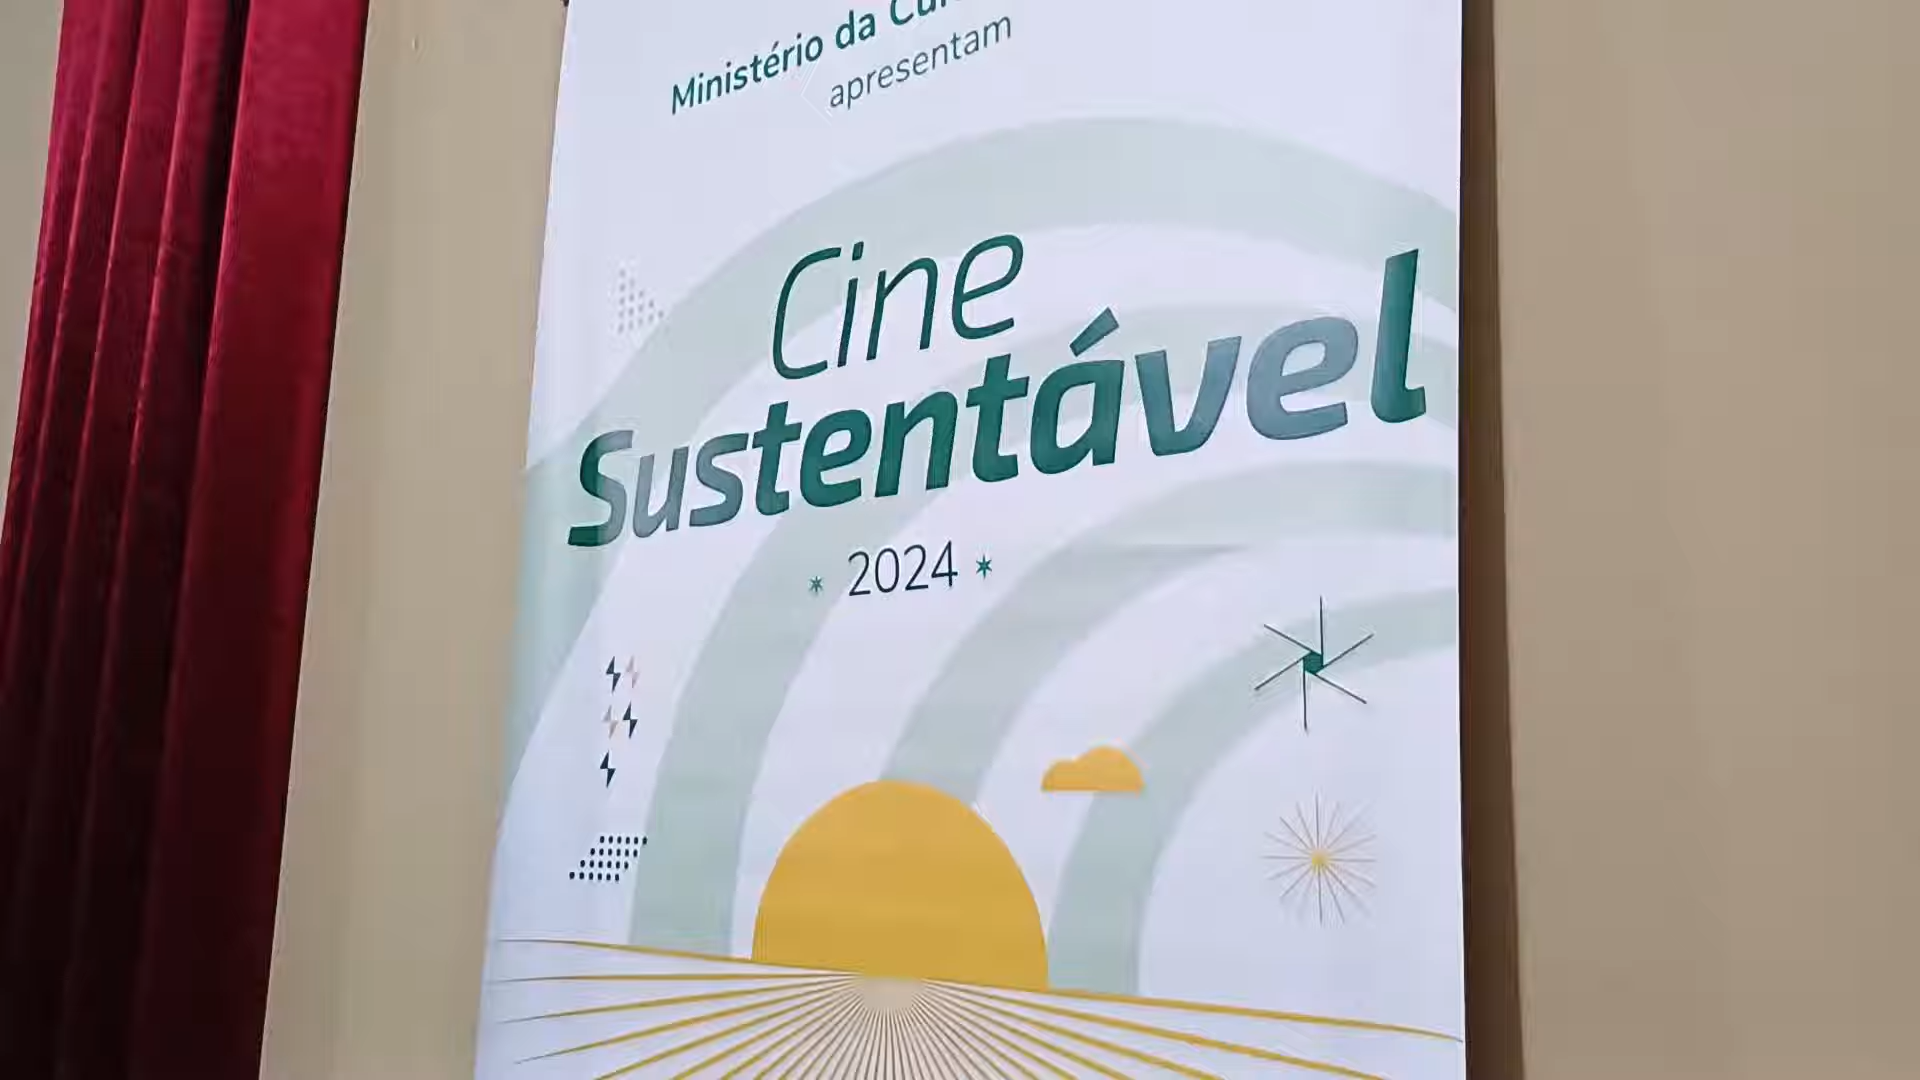 Ministério da
apresentam
Cine
Sustentável
2024